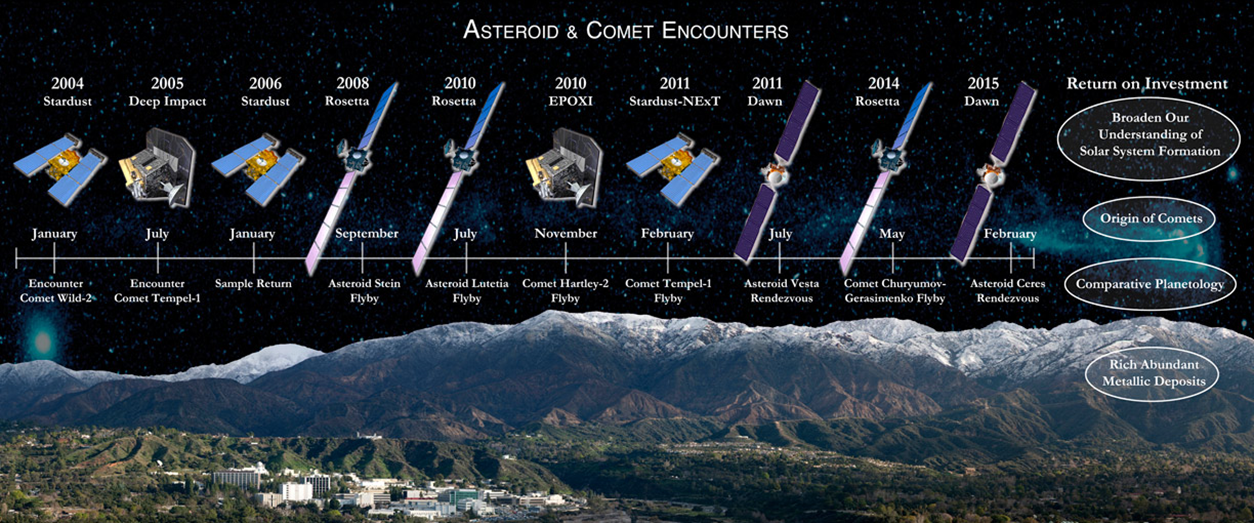 ASTEROID & COMET ENCOUNTERS
2004
Stardust
January
Encounter
Comet Wild-2
2005
Deep Impact
July
Encounter
Comet Tempel-1
2006
Stardust
January
Sample Return
2008
Rosetta
September
Asteroid Stein
Flyby
2010
Rosetta
July
Asteroid Lutetia
Flyby
2010
EPOXI
November
Comet Hartley-2
Flyby
2011
Stardust-NExT
February
Comet Tempel-1
Flyby
2011
Dawn
July
Asteroid Vesta
Rendezvous
2014
Rosetta
May
Comet Churyumov-
Gerasimenko Flyby
2015
Dawn
February
Asteroid Ceres
Rendezvous
Return on Investment
Broaden Our
Understanding of
Solar System Formation
Origin of Comets
Comparative Planetology
Rich Abundant
Metallic Deposits